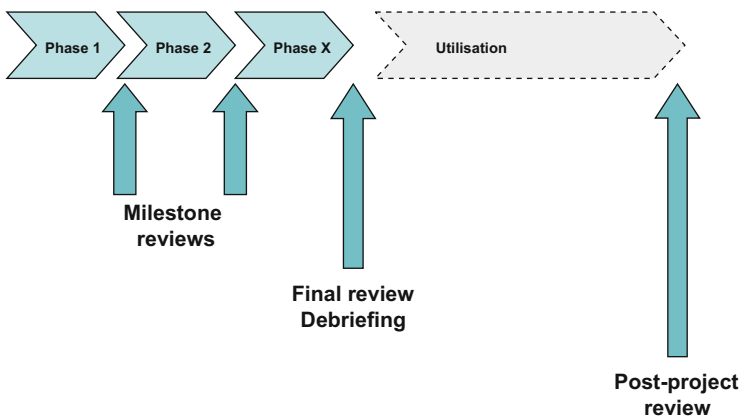 Phase 1
Phase 2
Phase X
Utilisation
Milestone
reviews
Final review
Debriefing
Post-project
review